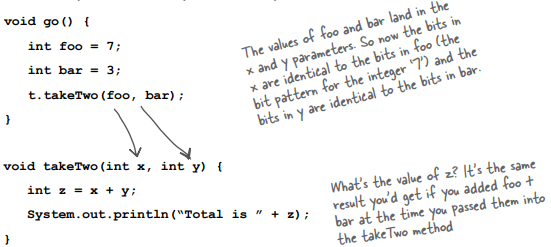 void go() {
int foo = 7;
int bar = 3;
t.takeTwo(foo, bar);
}
The values of foo and bar land in the
x and y parameters. So now the bits in
x are identical to the bits in foo (the
bit pattern for the integer '7') and the
bits in y are identical to the bits in bar.
void takeTwo(int x, int y) {
int z = x + y;
System.out.println("Total is " + z);
}
What's the value of z? It's the same
result you'd get if you added foo +
bar at the time you passed them into
the takeTwo method